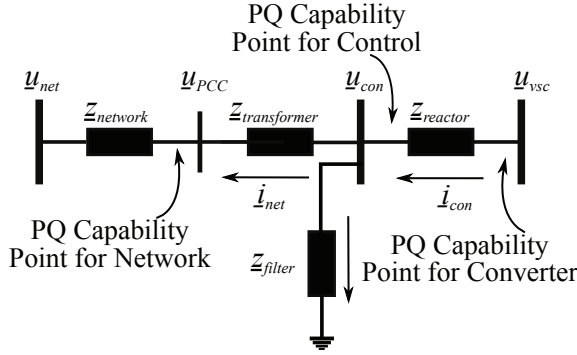 PQ Capability
Point for Control
u_net
z_network
u_PCC
z_transformer
u_con
z_reactor
u_vsc
i_net
i_con
PQ Capability
Point for Network
z_filter
PQ Capability
Point for Converter